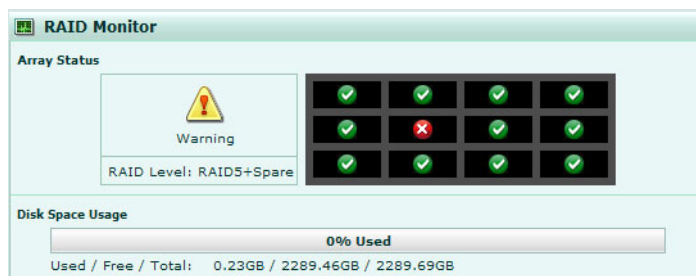 RAID Monitor
Array Status
Warning
RAID Level: RAID5+Spare
Disk Space Usage
0% Used
Used / Free / Total: 0.23GB / 2289.46GB / 2289.69GB